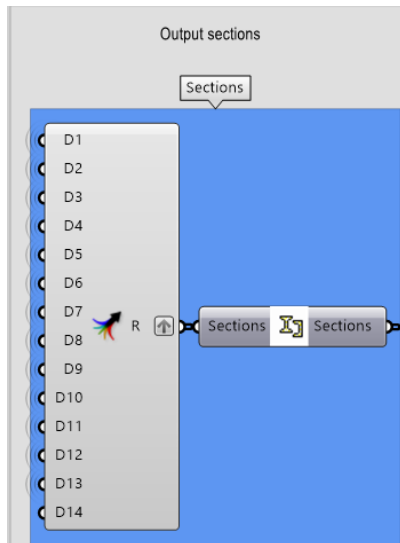 Output sections
Sections
D1
D2
D3
D4
D5
D6
D7
D8
D9
D10
D11
D12
D13
D14
R
Sections Sections